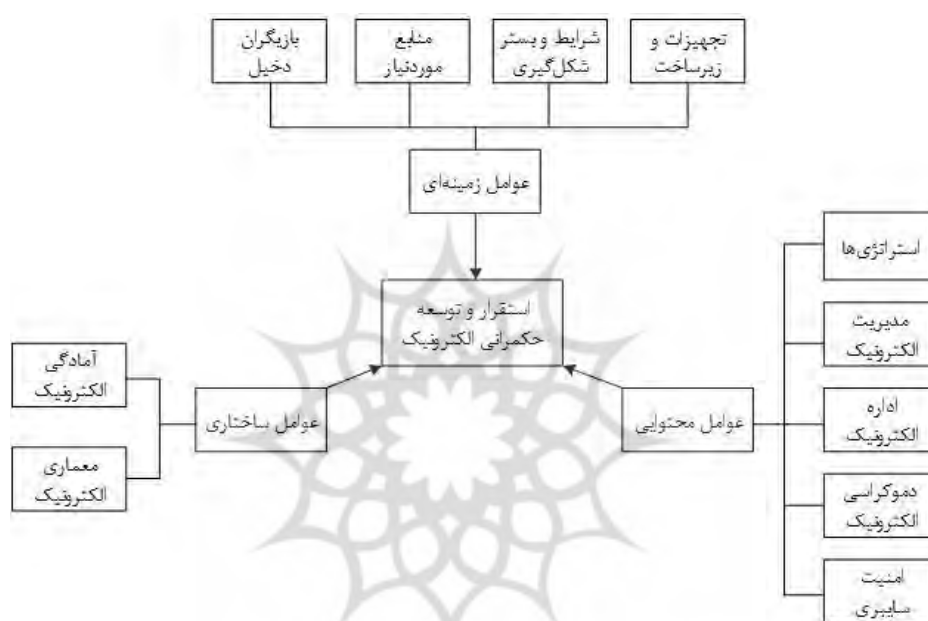 تجهیزات و
زیرساخت
شرایط و بستر
شکل‌گیری
منابع
موردنیاز
بازیگران
دخیل
عوامل زمینه‌ای
استقرار و توسعه
حکمرانی الکترونیک
استراتژی‌ها
مدیریت
الکترونیک
اداره
الکترونیک
دموکراسی
الکترونیک
امنیت
سایبری
عوامل محتوایی
عوامل ساختاری
آمادگی
الکترونیک
معماری
الکترونیک